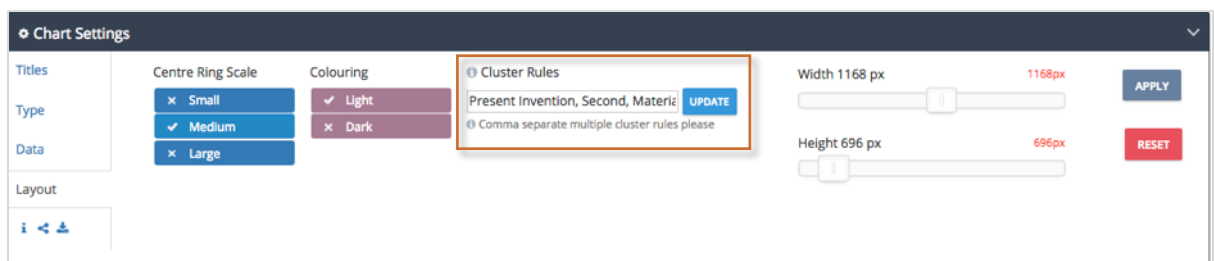 Chart Settings
Titles
Type
Data
Layout
Centre Ring Scale
Small
Medium
Large
Colouring
Light
Dark
Cluster Rules
Present Invention, Second, Materia
UPDATE
Comma separate multiple cluster rules please
Width 1168 px
1168px
Height 696 px
696px
APPLY
RESET